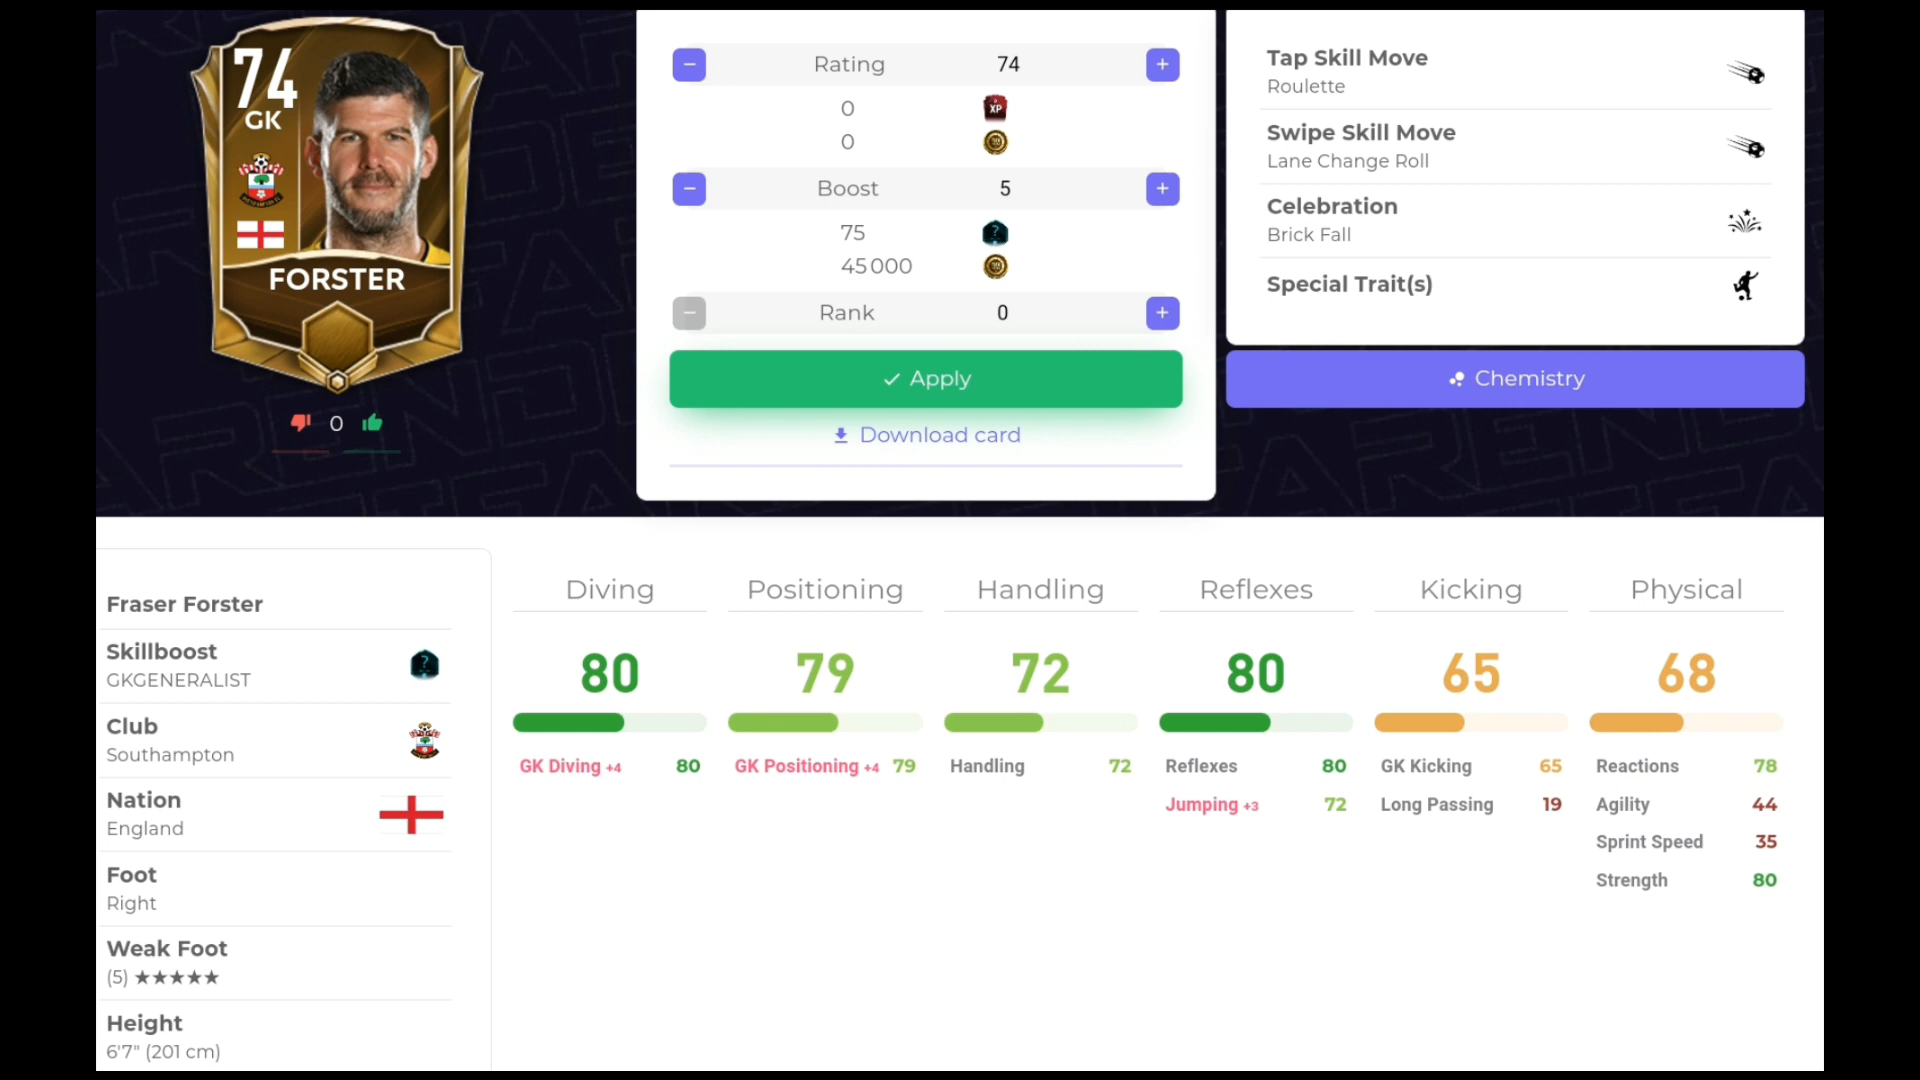 74
GK
FORSTER
0
Rating 74
0
0
Boost 5
75
45 000
Rank 0
Apply
Download card
Tap Skill Move
Roulette
Swipe Skill Move
Lane Change Roll
Celebration
Brick Fall
Special Trait(s)
Chemistry
Fraser Forster
Skillboost
GKGENERALIST
Club
Southampton
Nation
England
Foot
Right
Weak Foot
(5) ★★★★★
Height
6'7" (201 cm)
Diving
80
GK Diving +4 80
Positioning
79
GK Positioning +4 79
Handling
72
Handling 72
Reflexes
80
Reflexes 80
Jumping +3 72
Kicking
65
GK Kicking 65
Long Passing 19
Physical
68
Reactions 78
Agility 44
Sprint Speed 35
Strength 80